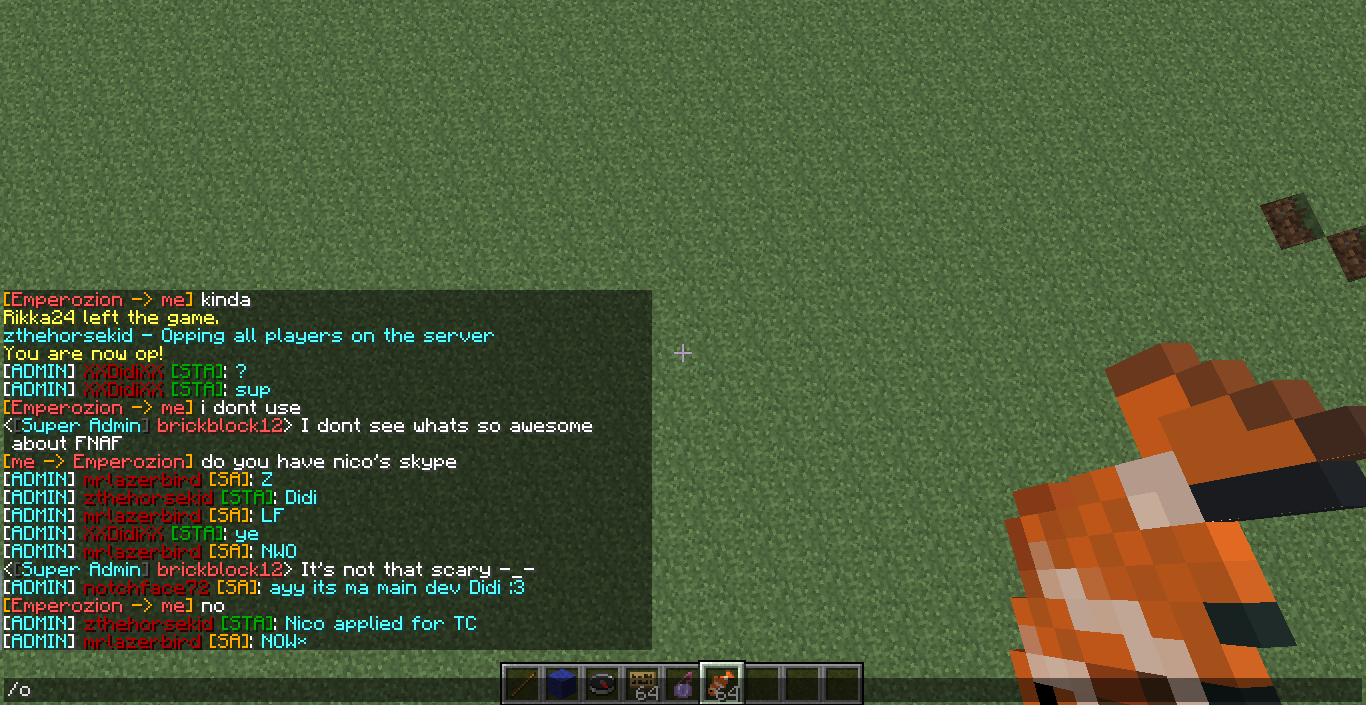 [Emperozion -> me] kinda
Rikka24 left the game.
zthehorsekid - Opping all players on the server
You are now op!
[ADMIN] XXDidiXX [STA]: ?
[ADMIN] XXDidiXX [STA]: sup
[Emperozion -> me] i dont use
<[Super Admin] brickblock12> I dont see whats so awesome
about FNAF
[me -> Emperozion] do you have nico's skype
[ADMIN] mrlazerbird [SA]: Z
[ADMIN] zthehorsekid [STA]: Didi
[ADMIN] mrlazerbird [SA]: LF
[ADMIN] XXDidiXX [STA]: ye
[ADMIN] mrlazerbird [SA]: NWO
<[Super Admin] brickblock12> It's not that scary -_-
[ADMIN] notchface72 [SA]: ayy its ma main dev Didi :3
[Emperozion -> me] no
[ADMIN] zthehorsekid [STA]: Nico applied for TC
[ADMIN] mrlazerbird [SA]: NOW*
/o
64 64